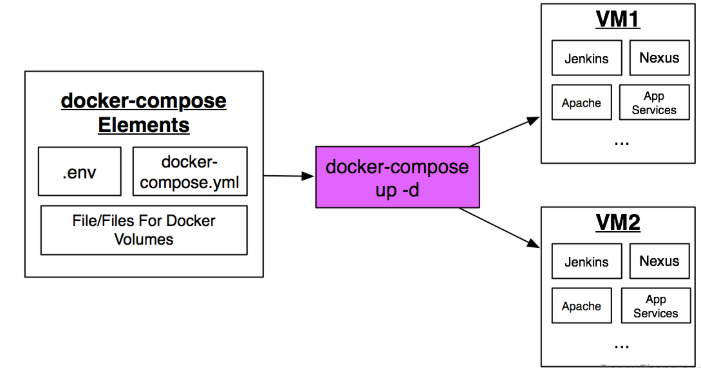 docker-compose
Elements
.env
docker-
compose.yml
File/Files For Docker
Volumes
docker-compose
up -d
VM1
Jenkins
Nexus
Apache
App
Services
...
VM2
Jenkins
Nexus
Apache
App
Services
...